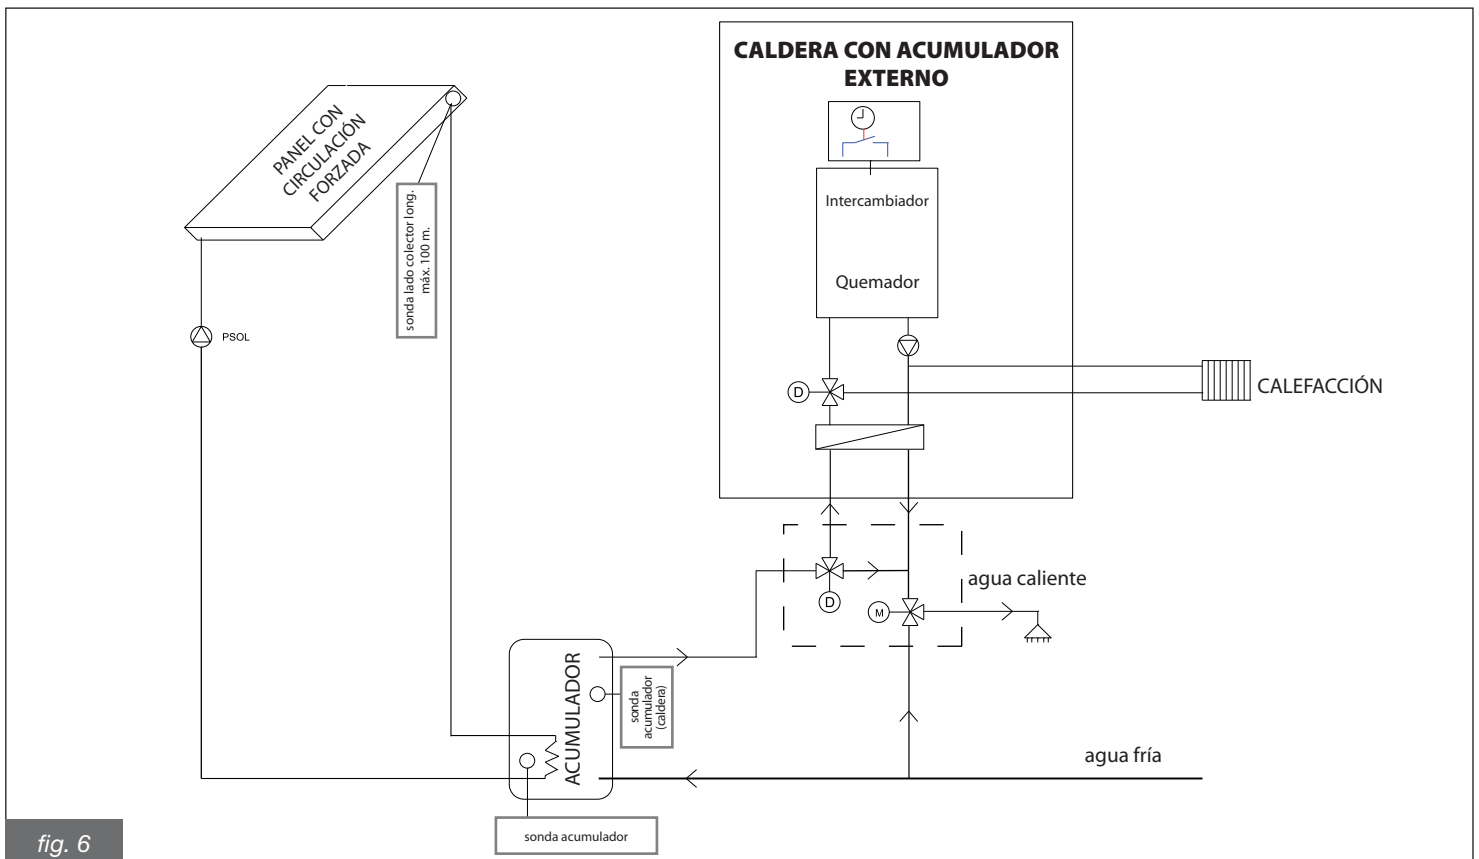 CALDERA CON ACUMULADOR
EXTERNO
PANEL CON
CIRCULACIÓN
FORZADA
sonda lado colector long.
máx. 100 m.
Intercambiador
Quemador
PSOL
D
CALEFACCIÓN
D
agua caliente
M
ACUMULADOR
sonda
acumulador
(caldera)
agua fría
sonda acumulador
fig. 6